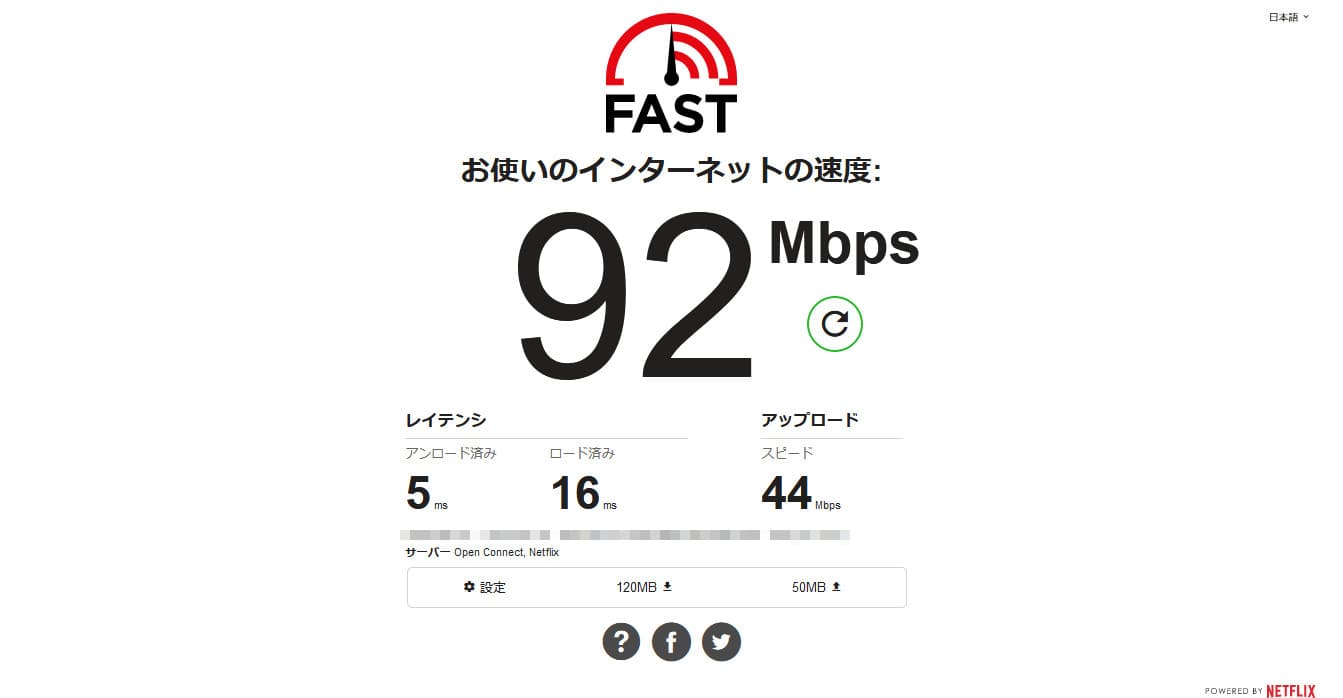 日本語
FAST
お使いのインターネットの速度:
92 Mbps
レイテンシ アップロード
アンロード済み ロード済み スピード
5 ms 16 ms 44 Mbps
サーバー Open Connect, Netflix
設定 120MB 50MB
?
POWERED BY NETFLIX